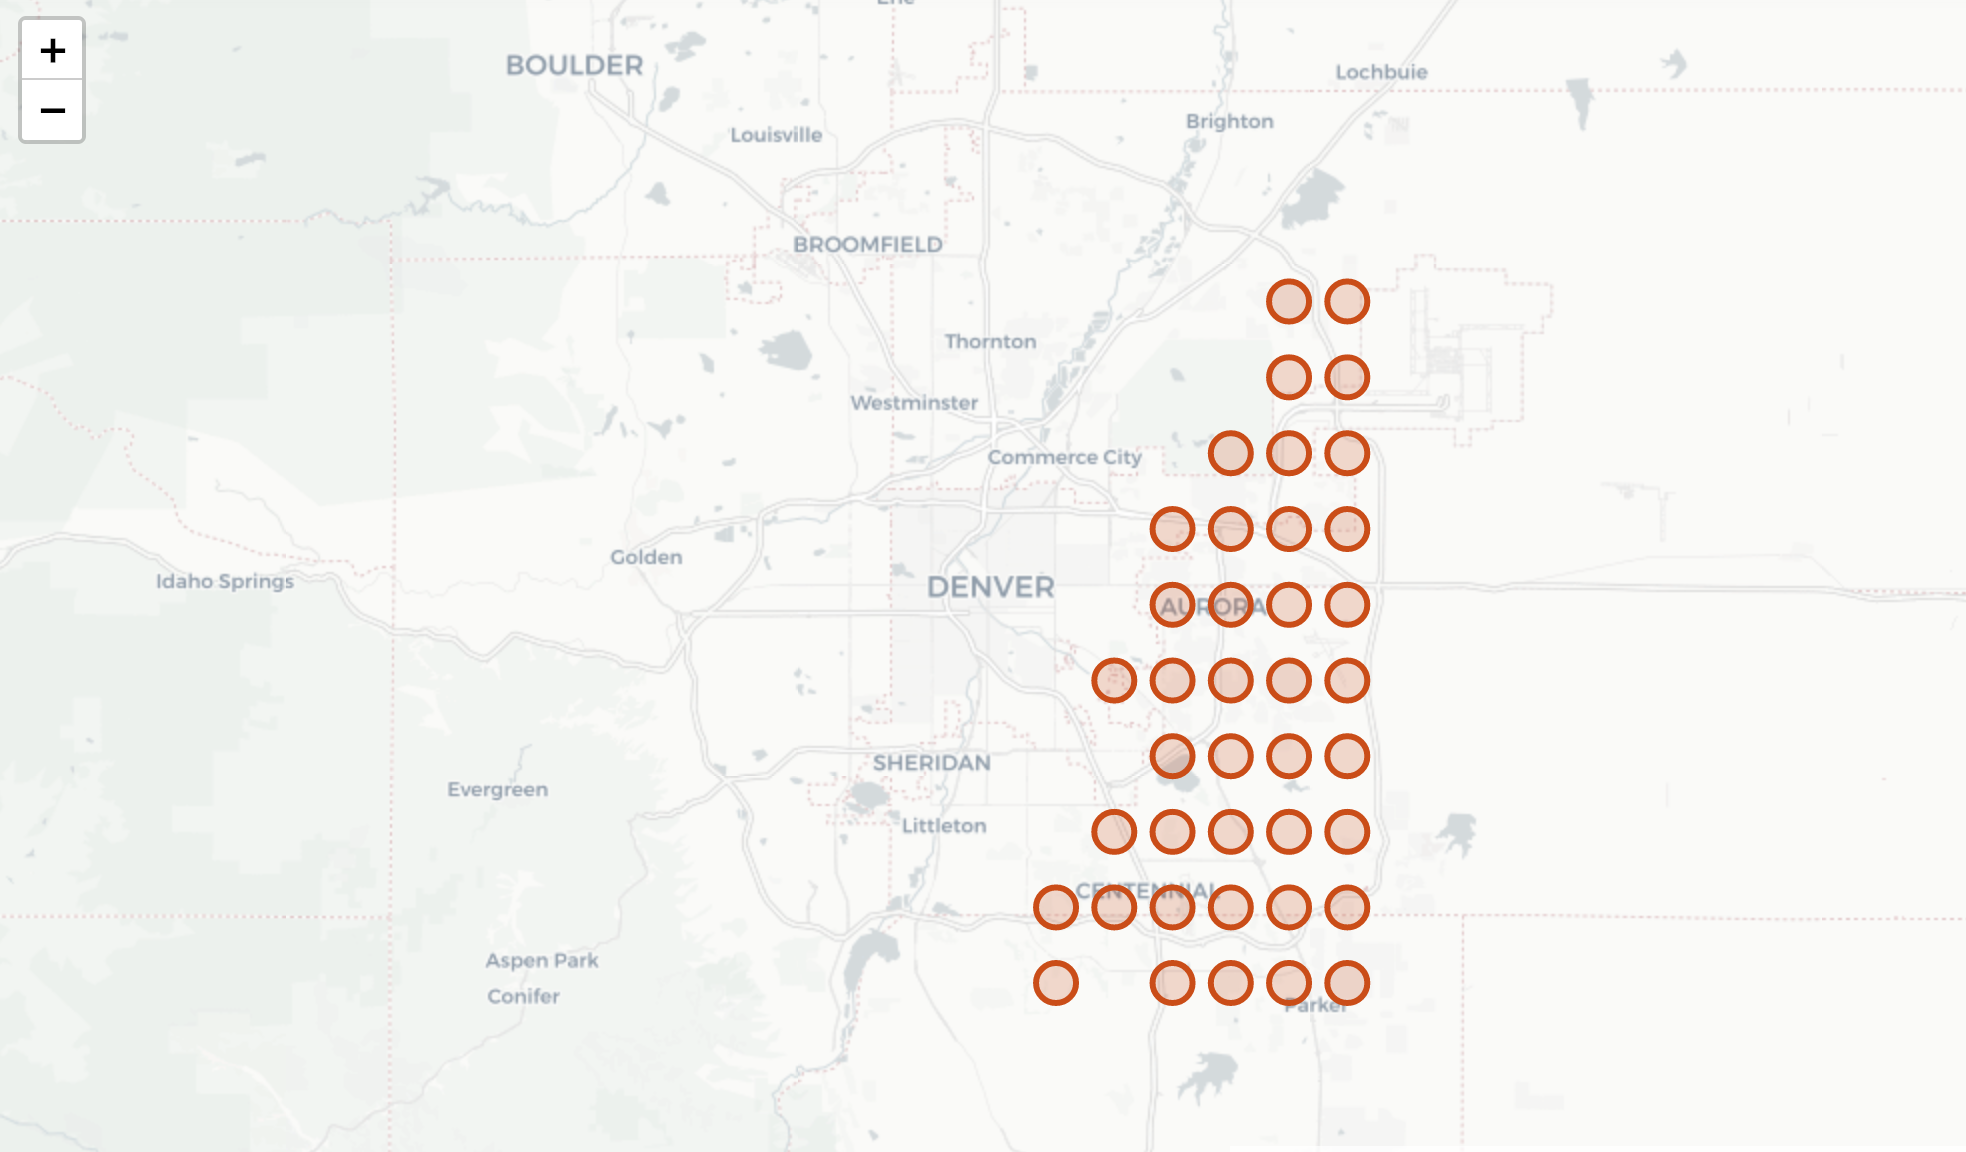 +
BOULDER
Lochbuie
−
Brighton
Louisville
BROOMFIELD
Thornton
Westminster
Commerce City
Golden
Idaho Springs
DENVER
AURORA
SHERIDAN
Evergreen
Littleton
CENTENNIAL
Aspen Park
Conifer
Parker